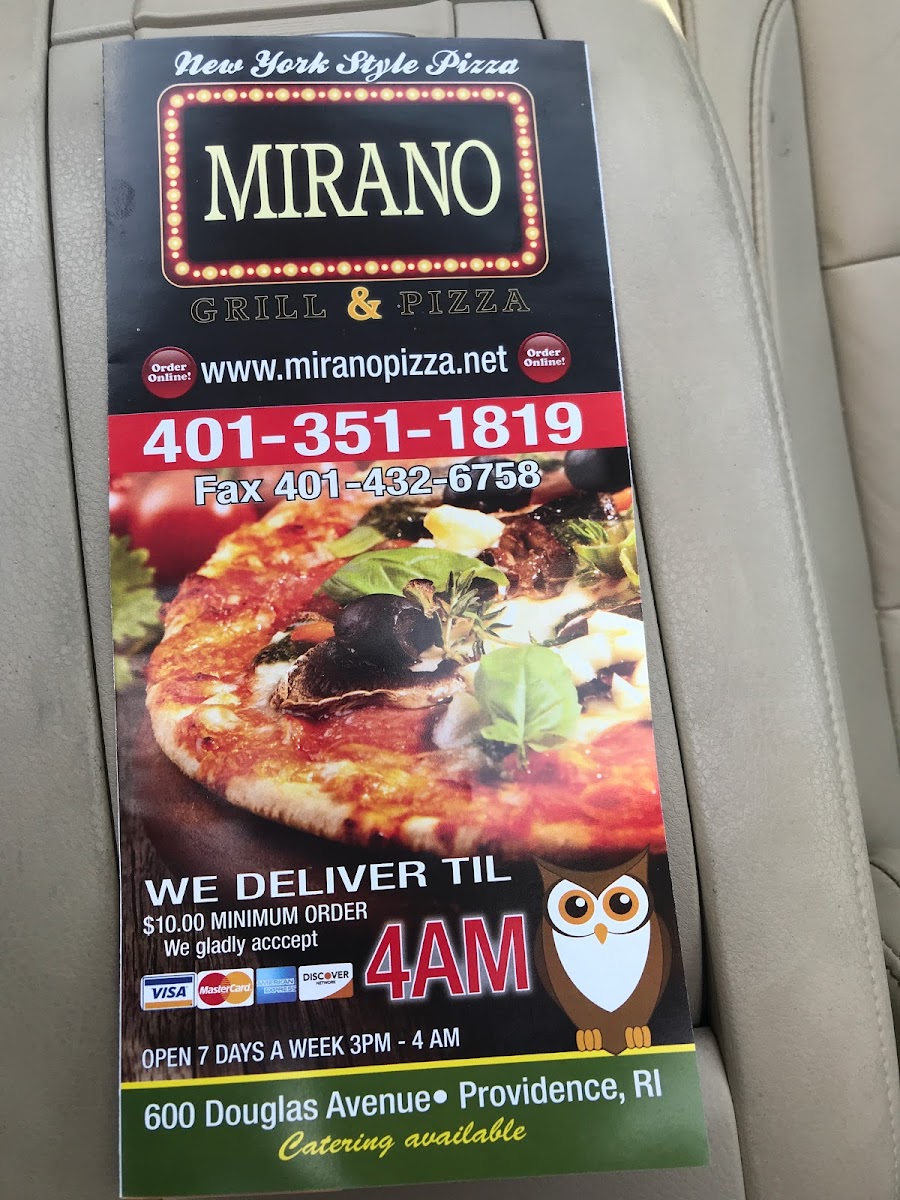 New York Style Pizza
MIRANO
GRILL & PIZZA
Order
Online!
www.miranopizza.net
Order
Online!
401-351-1819
Fax 401-432-6758
WE DELIVER TIL
$10.00 MINIMUM ORDER
We gladly acccept
4AM
VISA
MasterCard
AMERICAN
EXPRESS
DISCOVER
NETWORK
OPEN 7 DAYS A WEEK 3PM - 4 AM
600 Douglas Avenue• Providence, RI
Catering available